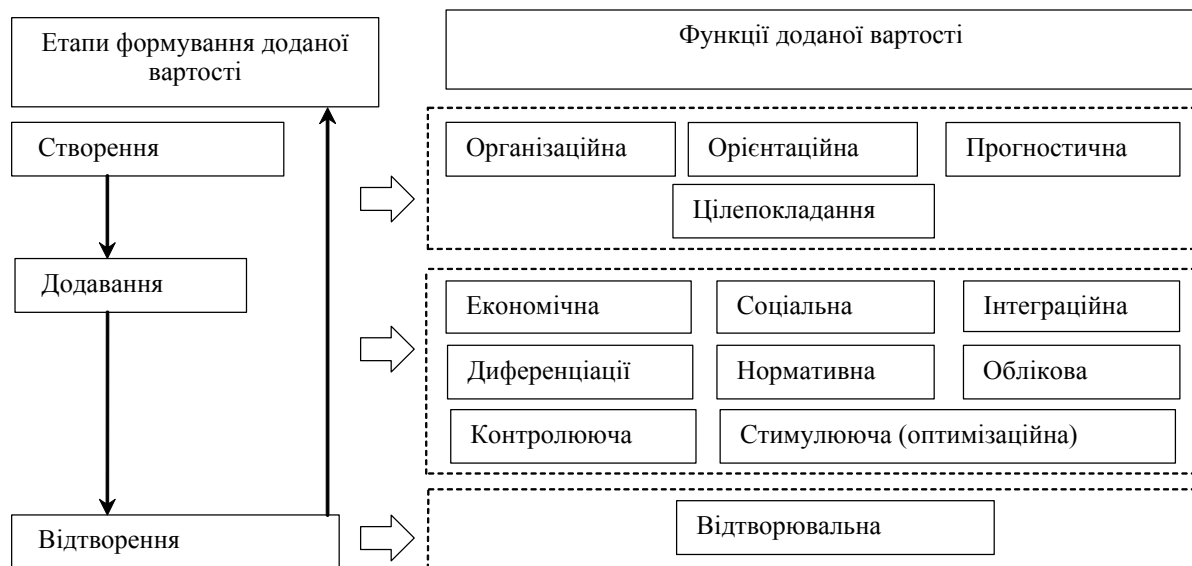 Етапи формування доданої
вартості
Функції доданої вартості
Створення
Організаційна
Орієнтаційна
Прогностична
Цілепокладання
Додавання
Економічна
Соціальна
Інтеграційна
Диференціації
Нормативна
Облікова
Контролююча
Стимулююча (оптимізаційна)
Відтворення
Відтворювальна